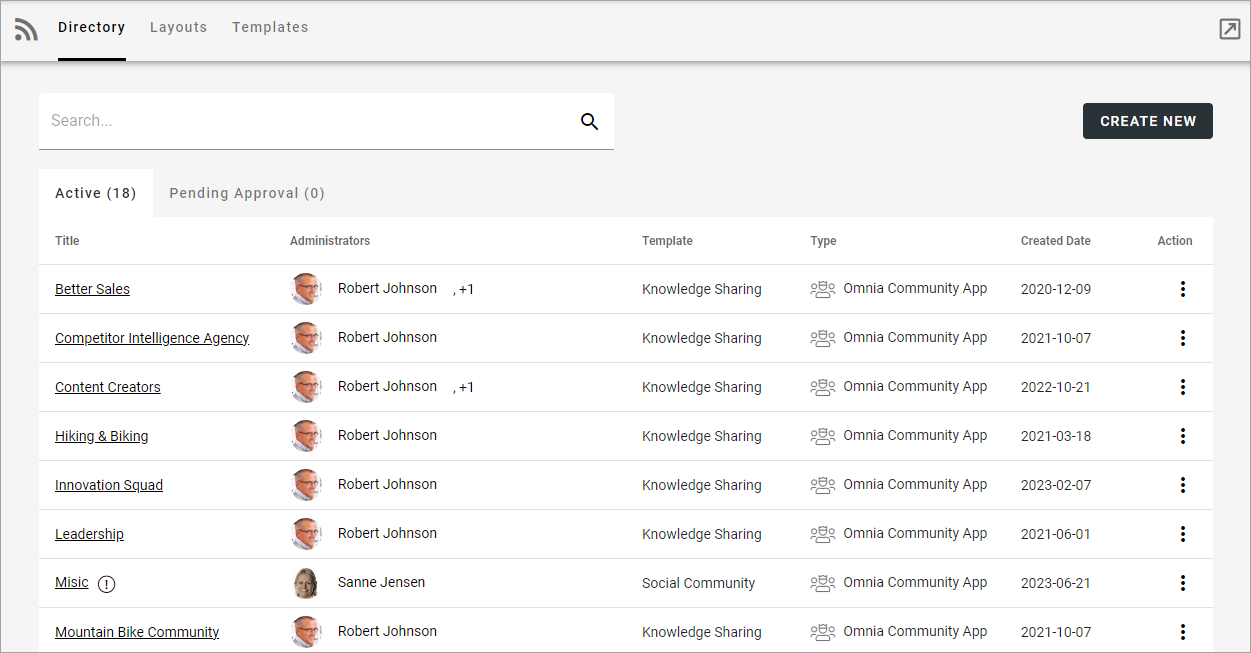 Directory Layouts Templates
Search...
CREATE NEW
Active (18) Pending Approval (0)
Title Administrators Template Type Created Date Action
Better Sales Robert Johnson , +1 Knowledge Sharing Omnia Community App 2020-12-09
Competitor Intelligence Agency Robert Johnson Knowledge Sharing Omnia Community App 2021-10-07
Content Creators Robert Johnson , +1 Knowledge Sharing Omnia Community App 2022-10-21
Hiking & Biking Robert Johnson Knowledge Sharing Omnia Community App 2021-03-18
Innovation Squad Robert Johnson Knowledge Sharing Omnia Community App 2023-02-07
Leadership Robert Johnson Knowledge Sharing Omnia Community App 2021-06-01
Misic Sanne Jensen Social Community Omnia Community App 2023-06-21
Mountain Bike Community Robert Johnson Knowledge Sharing Omnia Community App 2021-10-07